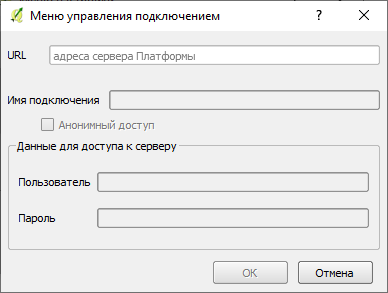 Меню управления подключением
URL
адреса сервера Платформы
Имя подключения
Анонимный доступ
Данные для доступа к серверу
Пользователь
Пароль
OK
Отмена